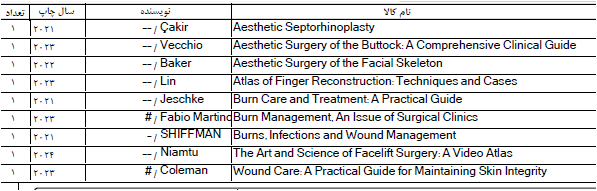 نام کالا نویسنده سال چاپ تعداد
Aesthetic Septorhinoplasty -- / Çakir ۲۰۲۱ ۱
Aesthetic Surgery of the Buttock: A Comprehensive Clinical Guide -- / Vecchio ۲۰۲۳ ۱
Aesthetic Surgery of the Facial Skeleton -- / Baker ۲۰۲۲ ۱
Atlas of Finger Reconstruction: Techniques and Cases -- / Lin ۲۰۲۳ ۱
Burn Care and Treatment: A Practical Guide -- / Jeschke ۲۰۲۱ ۱
Burn Management, An Issue of Surgical Clinics # / Fabio Martinc ۲۰۲۳ ۱
Burns, Infections and Wound Management - / SHIFFMAN ۲۰۲۱ ۱
The Art and Science of Facelift Surgery: A Video Atlas -- / Niamtu ۲۰۲۴ ۱
Wound Care: A Practical Guide for Maintaining Skin Integrity # / Coleman ۲۰۲۳ ۱